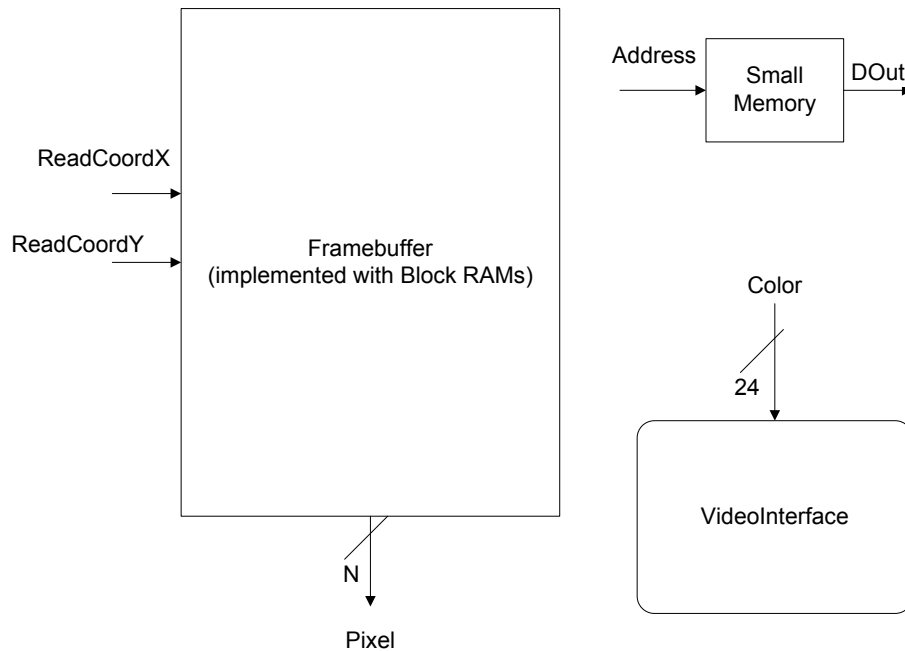 Address
Small
Memory
DOut
ReadCoordX
ReadCoordY
Framebuffer
(implemented with Block RAMs)
Color
24
VideoInterface
N
Pixel